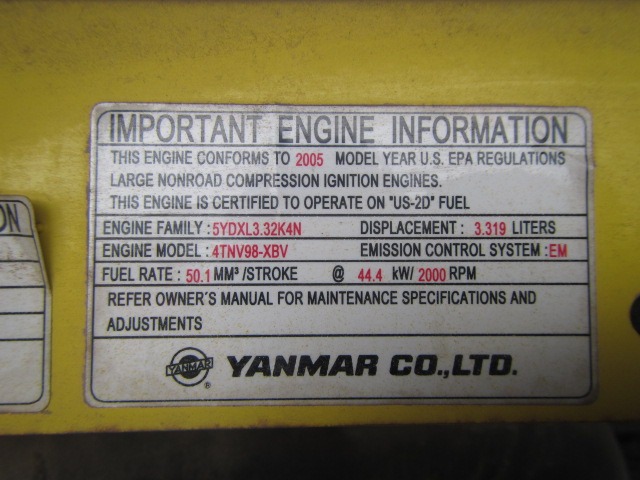 IMPORTANT ENGINE INFORMATION
THIS ENGINE CONFORMS TO 2005 MODEL YEAR U.S. EPA REGULATIONS
LARGE NONROAD COMPRESSION IGNITION ENGINES.
THIS ENGINE IS CERTIFIED TO OPERATE ON "US-2D" FUEL
ENGINE FAMILY : 5YDXL3.32K4N DISPLACEMENT : 3.319 LITERS
ENGINE MODEL : 4TNV98-XBV EMISSION CONTROL SYSTEM : EM
FUEL RATE : 50.1 MM³ /STROKE @ 44.4 kW/ 2000 RPM
REFER OWNER'S MANUAL FOR MAINTENANCE SPECIFICATIONS AND
ADJUSTMENTS
YANMAR ® YANMAR CO.,LTD.
ON